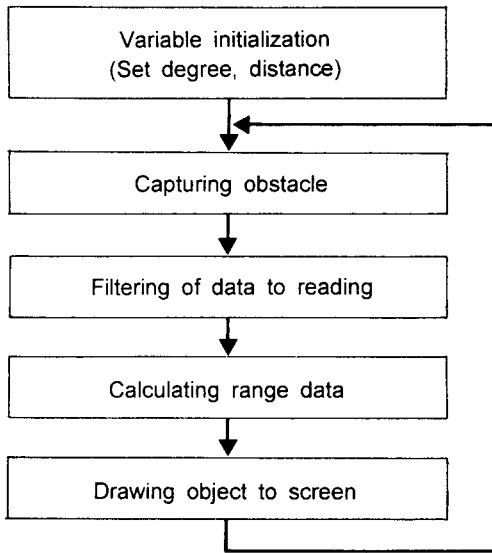 Variable initialization
(Set degree, distance)
Capturing obstacle
Filtering of data to reading
Calculating range data
Drawing object to screen